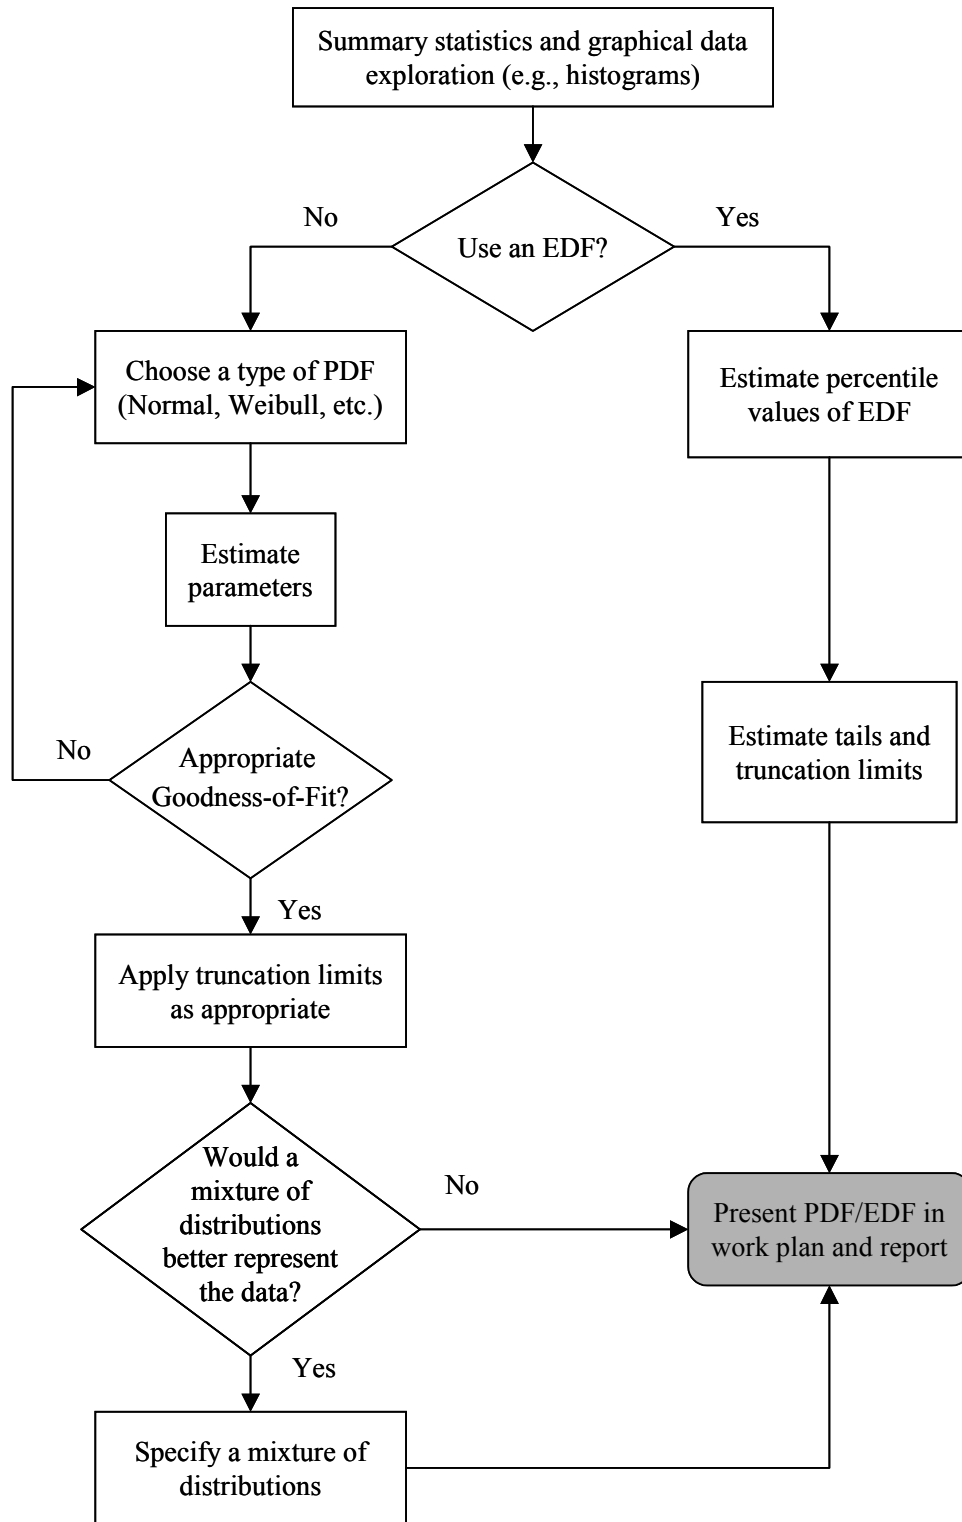 Summary statistics and graphical data
exploration (e.g., histograms)
No
Yes
Use an EDF?
Choose a type of PDF
(Normal, Weibull, etc.)
Estimate percentile
values of EDF
Estimate
parameters
No
Appropriate
Goodness-of-Fit?
Estimate tails and
truncation limits
Yes
Apply truncation limits
as appropriate
Would a
mixture of
distributions
better represent
the data?
No
Present PDF/EDF in
work plan and report
Yes
Specify a mixture of
distributions